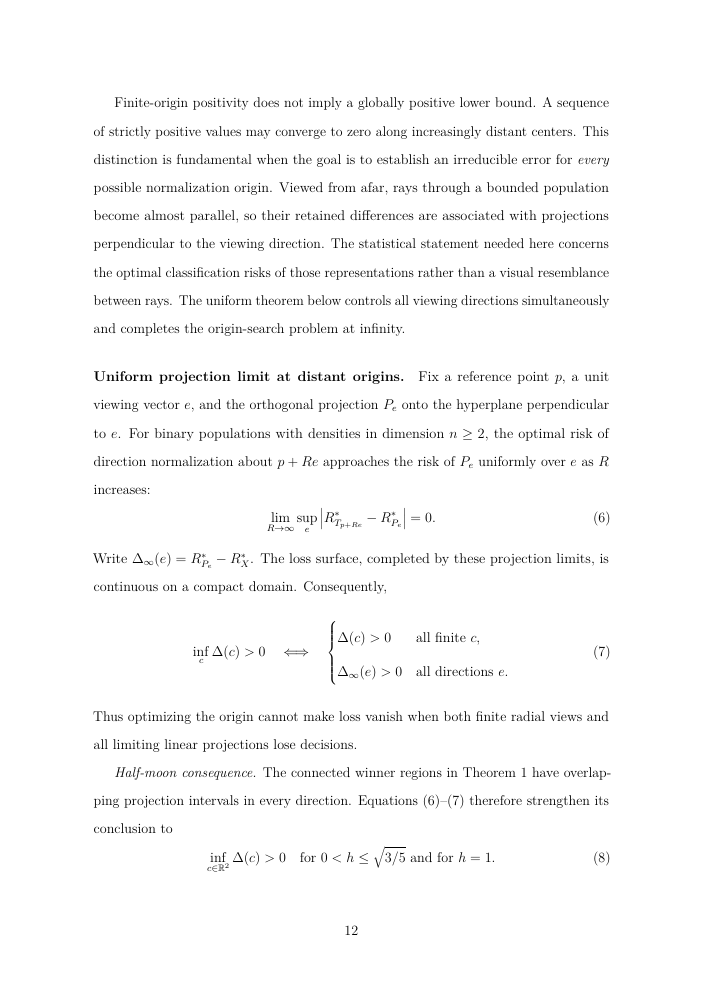 Finite-origin positivity does not imply a globally positive lower bound. A sequence
of strictly positive values may converge to zero along increasingly distant centers. This
distinction is fundamental when the goal is to establish an irreducible error for every
possible normalization origin. Viewed from afar, rays through a bounded population
become almost parallel, so their retained differences are associated with projections
perpendicular to the viewing direction. The statistical statement needed here concerns
the optimal classification risks of those representations rather than a visual resemblance
between rays. The uniform theorem below controls all viewing directions simultaneously
and completes the origin-search problem at infinity.
Uniform projection limit at distant origins. Fix a reference point p, a unit
viewing vector e, and the orthogonal projection P_e onto the hyperplane perpendicular
to e. For binary populations with densities in dimension n ≥ 2, the optimal risk of
direction normalization about p + Re approaches the risk of P_e uniformly over e as R
increases:
lim_{R→∞} sup_e |R*_{T_{p+Re}} − R*_{P_e}| = 0. (6)
Write Δ_∞(e) = R*_{P_e} − R*_X. The loss surface, completed by these projection limits, is
continuous on a compact domain. Consequently,
inf_c Δ(c) > 0 ⟺ { Δ(c) > 0 all finite c,
Δ_∞(e) > 0 all directions e. (7)
Thus optimizing the origin cannot make loss vanish when both finite radial views and
all limiting linear projections lose decisions.
Half-moon consequence. The connected winner regions in Theorem 1 have overlap-
ping projection intervals in every direction. Equations (6)–(7) therefore strengthen its
conclusion to
inf_{c∈ℝ²} Δ(c) > 0 for 0 < h ≤ √(3/5) and for h = 1. (8)
12